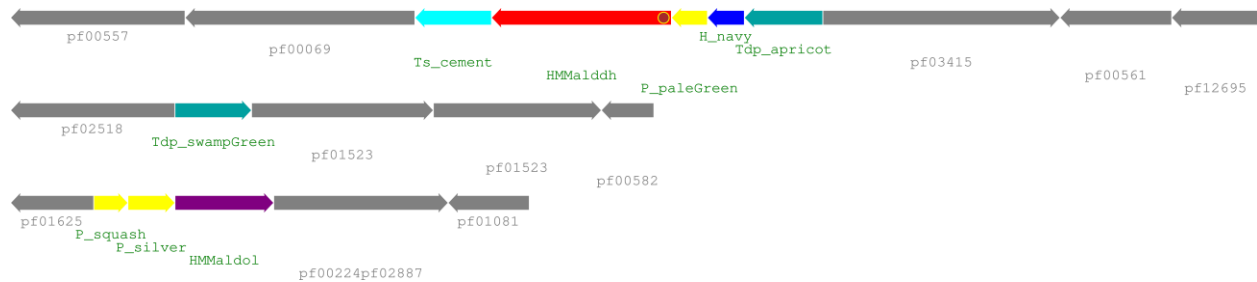 pf00557
pf00069
Ts_cement
HMMalddh
P_paleGreen
H_navy
Tdp_apricot
pf03415
pf00561
pf12695
pf02518
Tdp_swampGreen
pf01523
pf01523
pf00582
pf01625
P_squash
P_silver
HMMaldol
pf00224pf02887
pf01081